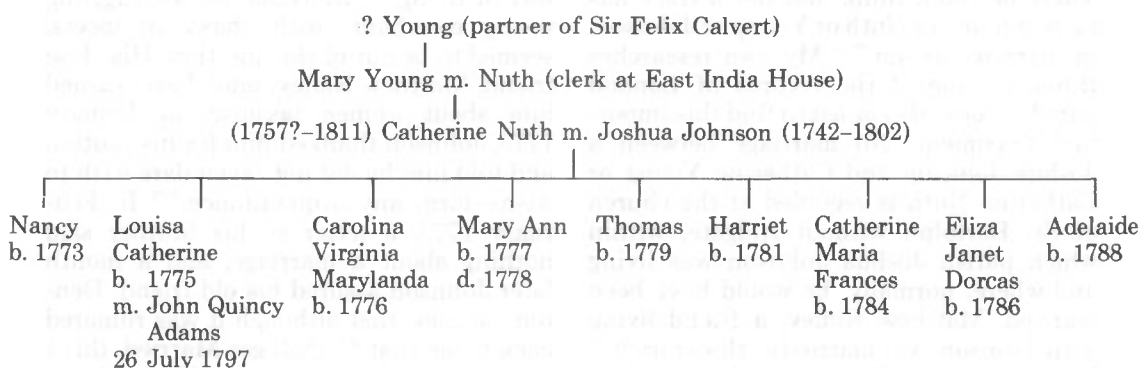 ? Young (partner of Sir Felix Calvert)
Mary Young m. Nuth (clerk at East India House)
(1757?–1811) Catherine Nuth m. Joshua Johnson (1742–1802)
Nancy
b. 1773
Louisa
Catherine
b. 1775
m. John Quincy
Adams
26 July 1797
Carolina
Virginia
Marylanda
b. 1776
Mary Ann
b. 1777
d. 1778
Thomas
b. 1779
Harriet
b. 1781
Catherine
Maria
Frances
b. 1784
Eliza
Janet
Dorcas
b. 1786
Adelaide
b. 1788